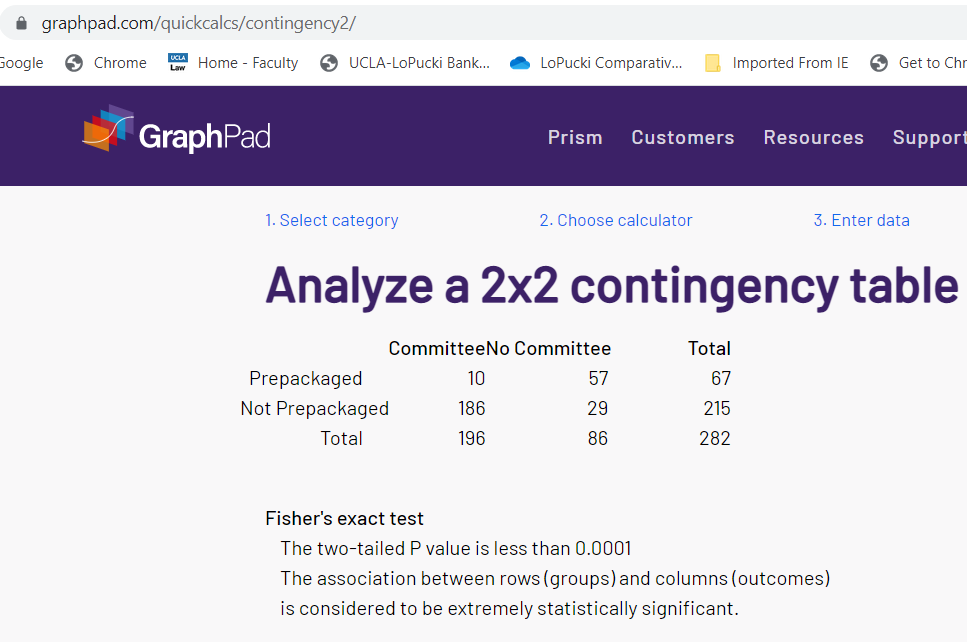 graphpad.com/quickcalcs/contingency2/
Google Chrome UCLA Law Home - Faculty UCLA-LoPucki Bank... LoPucki Comparativ... Imported From IE Get to Chr
GraphPad Prism Customers Resources Support
1. Select category 2. Choose calculator 3. Enter data
Analyze a 2x2 contingency table
CommitteeNo Committee Total
Prepackaged 10 57 67
Not Prepackaged 186 29 215
Total 196 86 282
Fisher's exact test
The two-tailed P value is less than 0.0001
The association between rows (groups) and columns (outcomes)
is considered to be extremely statistically significant.